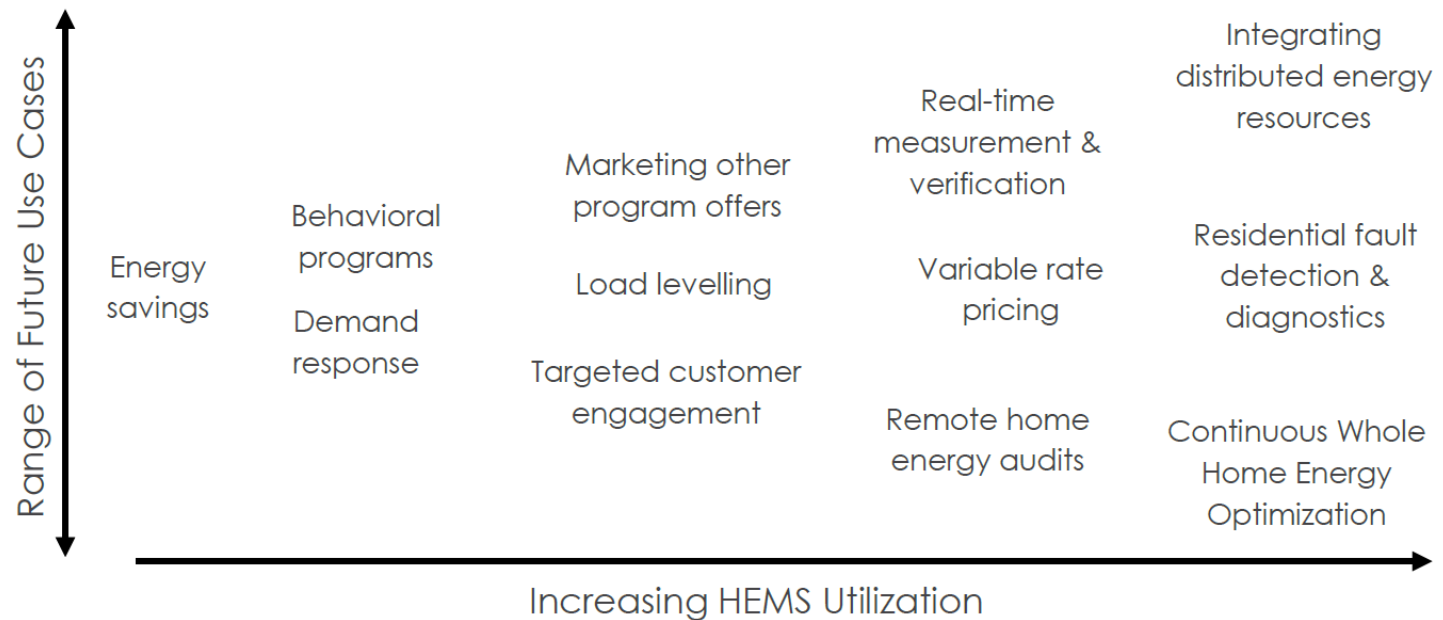 Range of Future Use Cases
Energy
savings
Behavioral
programs
Demand
response
Marketing other
program offers
Load levelling
Targeted customer
engagement
Real-time
measurement &
verification
Variable rate
pricing
Remote home
energy audits
Integrating
distributed energy
resources
Residential fault
detection &
diagnostics
Continuous Whole
Home Energy
Optimization
Increasing HEMS Utilization